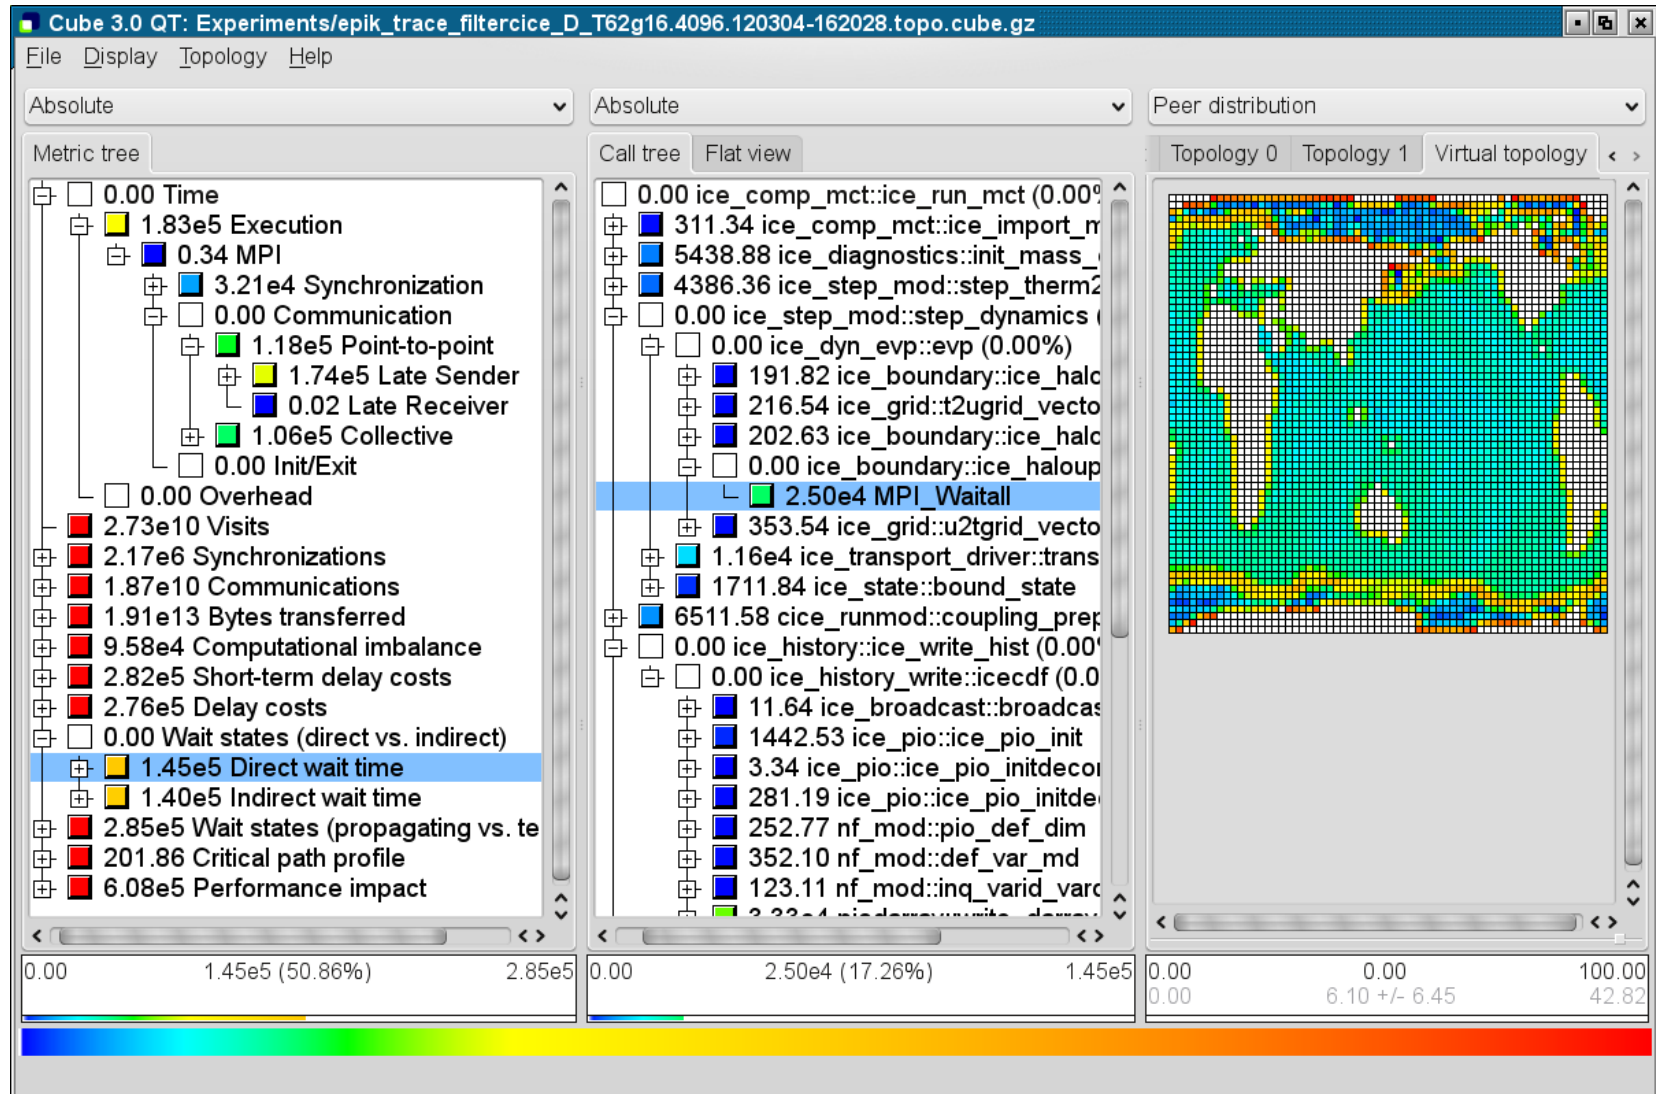 Cube 3.0 QT: Experiments/epik_trace_filtercice_D_T62g16.4096.120304-162028.topo.cube.gz
File Display Topology Help
Absolute
Metric tree
0.00 Time
1.83e5 Execution
0.34 MPI
3.21e4 Synchronization
0.00 Communication
1.18e5 Point-to-point
1.74e5 Late Sender
0.02 Late Receiver
1.06e5 Collective
0.00 Init/Exit
0.00 Overhead
2.73e10 Visits
2.17e6 Synchronizations
1.87e10 Communications
1.91e13 Bytes transferred
9.58e4 Computational imbalance
2.82e5 Short-term delay costs
2.76e5 Delay costs
0.00 Wait states (direct vs. indirect)
1.45e5 Direct wait time
1.40e5 Indirect wait time
2.85e5 Wait states (propagating vs. te
201.86 Critical path profile
6.08e5 Performance impact
0.00 1.45e5 (50.86%) 2.85e5
Absolute
Call tree Flat view
0.00 ice_comp_mct::ice_run_mct (0.00%
311.34 ice_comp_mct::ice_import_m
5438.88 ice_diagnostics::init_mass_
4386.36 ice_step_mod::step_therm2
0.00 ice_step_mod::step_dynamics (
0.00 ice_dyn_evp::evp (0.00%)
191.82 ice_boundary::ice_halo
216.54 ice_grid::t2ugrid_vecto
202.63 ice_boundary::ice_halo
0.00 ice_boundary::ice_haloup
2.50e4 MPI_Waitall
353.54 ice_grid::u2tgrid_vecto
1.16e4 ice_transport_driver::trans
1711.84 ice_state::bound_state
6511.58 cice_runmod::coupling_prep
0.00 ice_history::ice_write_hist (0.00%
0.00 ice_history_write::icecdf (0.0
11.64 ice_broadcast::broadcas
1442.53 ice_pio::ice_pio_init
3.34 ice_pio::ice_pio_initdecor
281.19 ice_pio::ice_pio_initde
252.77 nf_mod::pio_def_dim
352.10 nf_mod::def_var_md
123.11 nf_mod::inq_varid_varc
0.00 2.50e4 (17.26%) 1.45e5
Peer distribution
Topology 0 Topology 1 Virtual topology
0.00 0.00 100.00
0.00 6.10 +/- 6.45 42.82